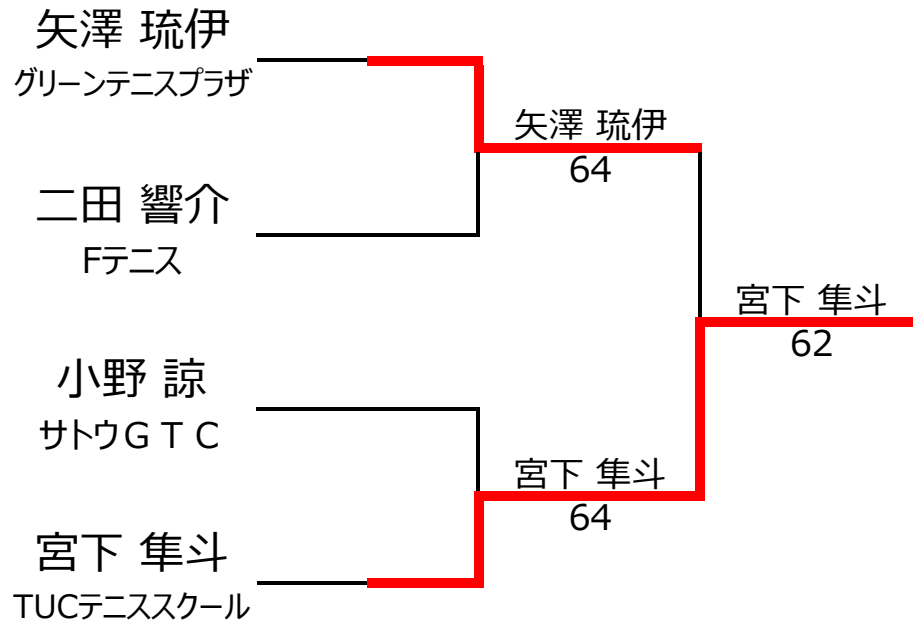 矢澤 琉伊
グリーンテニスプラザ
二田 響介
Fテニス
小野 諒
サトウＧＴＣ
宮下 隼斗
TUCテニススクール
矢澤 琉伊
64
宮下 隼斗
64
宮下 隼斗
62